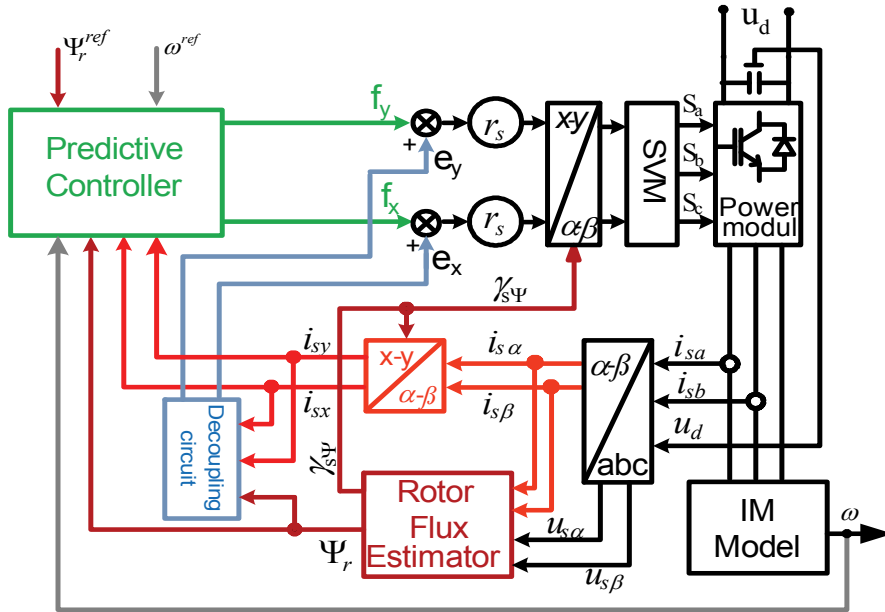 Ψ_r^ref
ω^ref
u_d
Predictive
Controller
f_y
+
e_y
r_s
x-y
α-β
SVM
S_a
S_b
S_c
Power
modul
f_x
+
e_x
r_s
γ_sΨ
i_sy
i_sx
x-y
α-β
i_sα
i_sβ
α-β
abc
i_sa
i_sb
u_d
Decoupling
circuit
γ_sΨ
Rotor
Flux
Estimator
Ψ_r
u_sα
u_sβ
IM
Model
ω